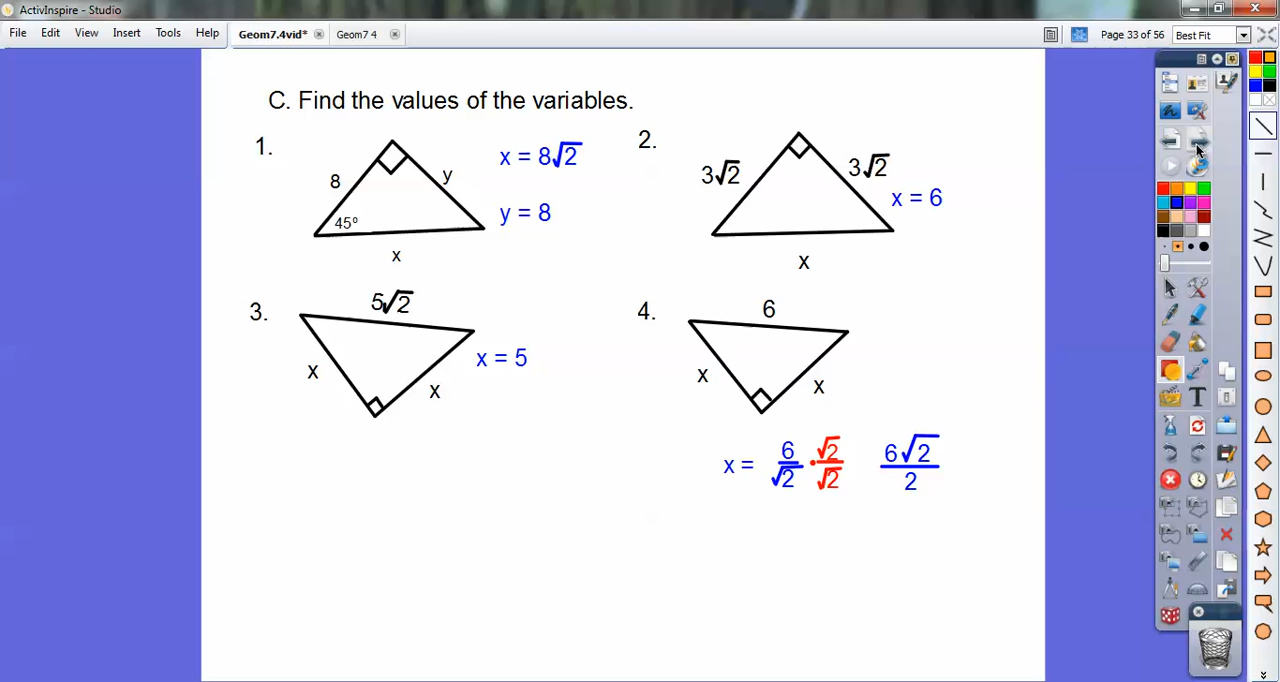 ActivInspire - Studio
File Edit View Insert Tools Help
Geom7.4vid*
Geom7 4
Page 33 of 56
Best Fit
C. Find the values of the variables.
1.
8
y
45º
x
x = 8√2
y = 8
2.
3√2
3√2
x
x = 6
3.
5√2
x
x
x = 5
4.
6
x
x
x = 6/√2 • √2/√2 6√2/2
T